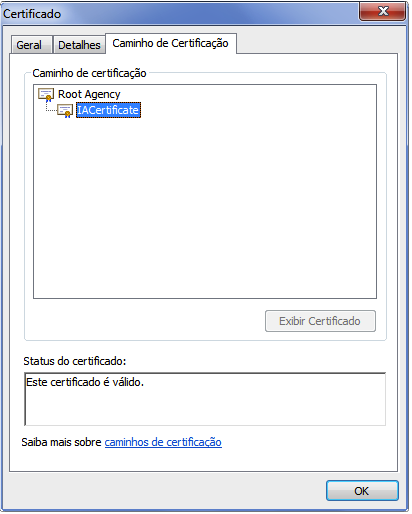 Certificado
Geral Detalhes Caminho de Certificação
Caminho de certificação
Root Agency
IACertificate
Exibir Certificado
Status do certificado:
Este certificado é válido.
Saiba mais sobre caminhos de certificação
OK